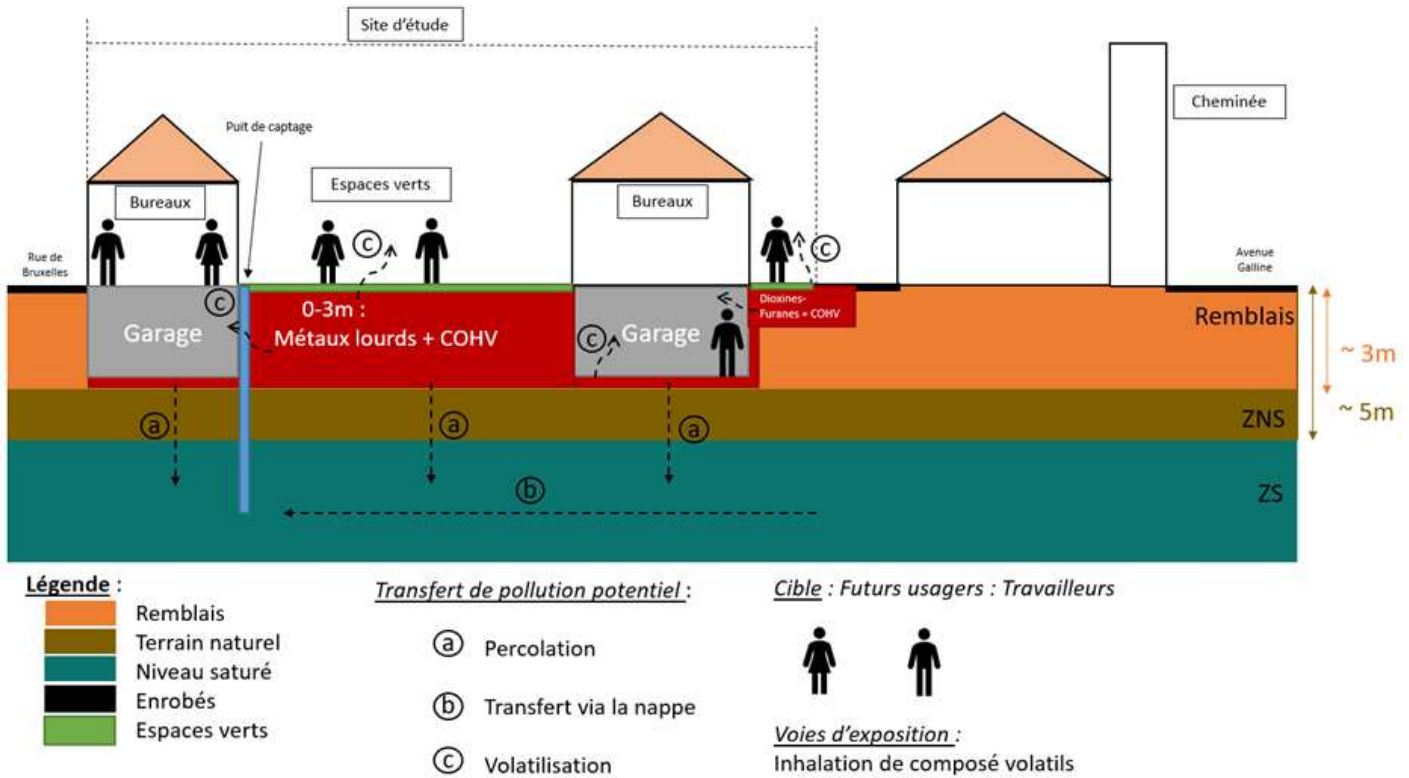 Site d'étude
Cheminée
Puit de captage
Espaces verts
Bureaux
Bureaux
Rue de
Bruxelles
Avenue
Galline
c
c
c
c
0-3m :
Métaux lourds + COHV
Dioxines-
Furanes + COHV
Garage
Garage
Remblais
~ 3m
~ 5m
a
a
a
ZNS
b
ZS
Légende :
Remblais
Terrain naturel
Niveau saturé
Enrobés
Espaces verts
Transfert de pollution potentiel :
a Percolation
b Transfert via la nappe
c Volatilisation
Cible : Futurs usagers : Travailleurs
Voies d'exposition :
Inhalation de composé volatils